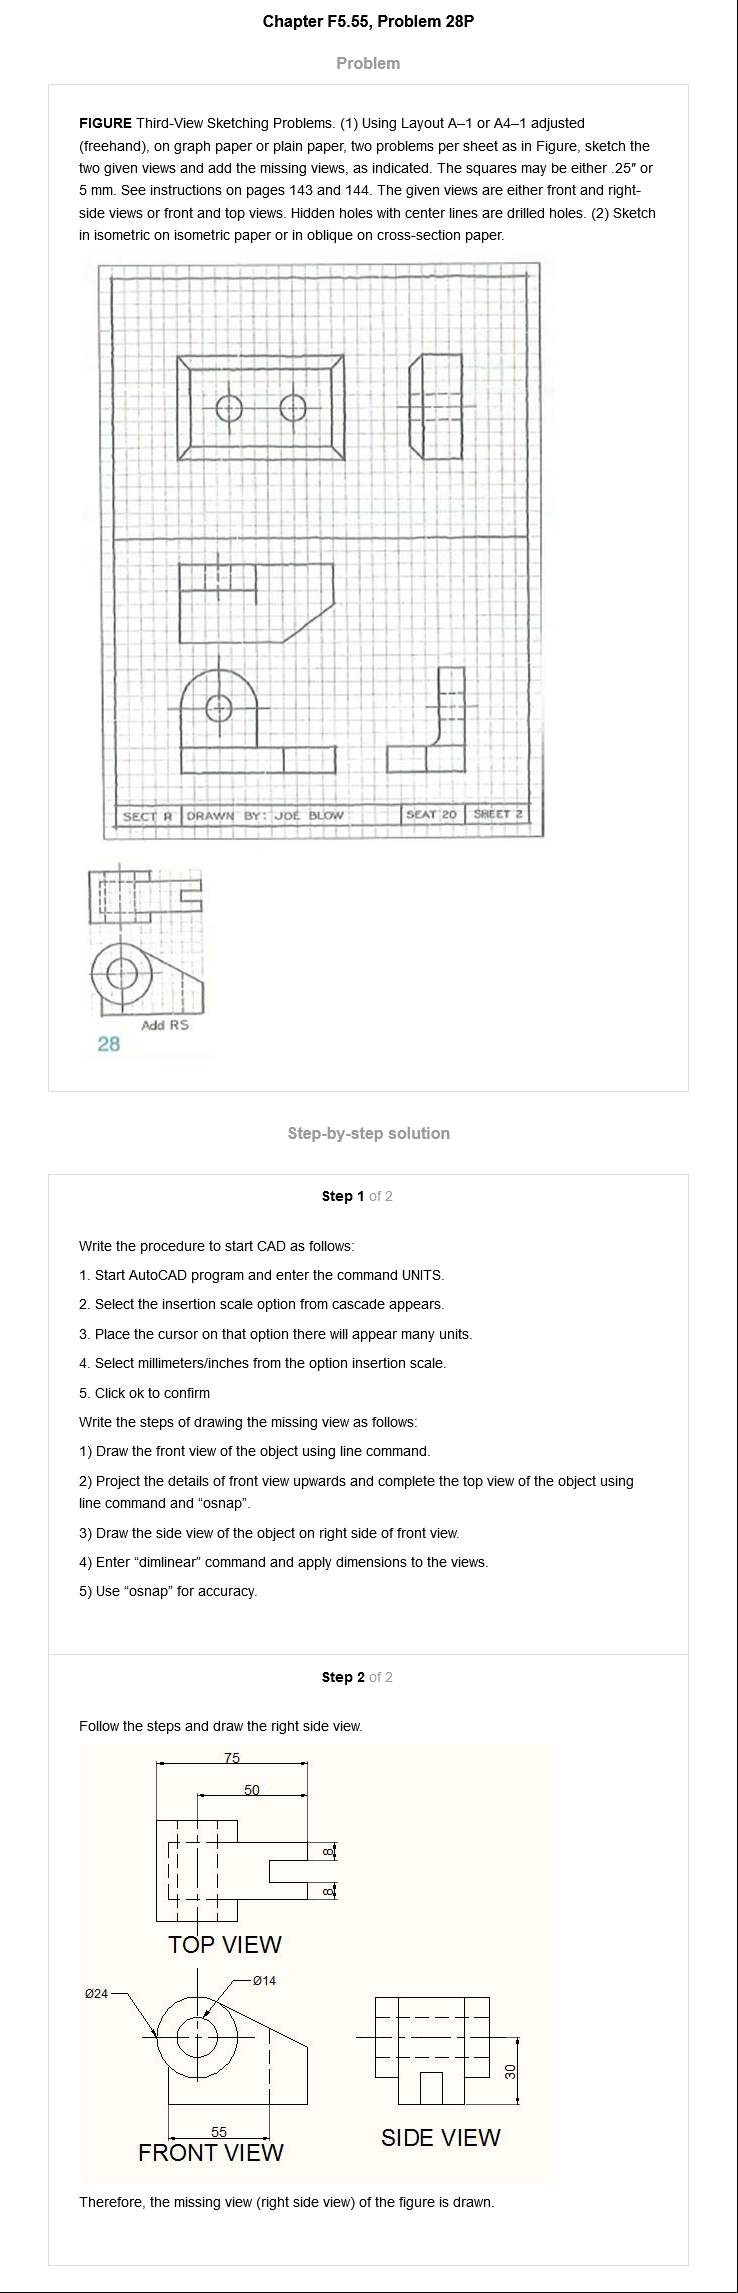 Chapter F5.55, Problem 28P
Problem
FIGURE Third-View Sketching Problems. (1) Using Layout A–1 or A4–1 adjusted
(freehand), on graph paper or plain paper, two problems per sheet as in Figure, sketch the
two given views and add the missing views, as indicated. The squares may be either .25″ or
5 mm. See instructions on pages 143 and 144. The given views are either front and right-
side views or front and top views. Hidden holes with center lines are drilled holes. (2) Sketch
in isometric on isometric paper or in oblique on cross-section paper.
SECT R DRAWN BY: JOE BLOW SEAT 20 SHEET 2
Add RS
28
Step-by-step solution
Step 1 of 2
Write the procedure to start CAD as follows:
1. Start AutoCAD program and enter the command UNITS.
2. Select the insertion scale option from cascade appears.
3. Place the cursor on that option there will appear many units.
4. Select millimeters/inches from the option insertion scale.
5. Click ok to confirm
Write the steps of drawing the missing view as follows:
1) Draw the front view of the object using line command.
2) Project the details of front view upwards and complete the top view of the object using
line command and “osnap”.
3) Draw the side view of the object on right side of front view.
4) Enter “dimlinear” command and apply dimensions to the views.
5) Use “osnap” for accuracy.
Step 2 of 2
Follow the steps and draw the right side view.
75
50
8
8
TOP VIEW
Ø14
Ø24
30
55
SIDE VIEW
FRONT VIEW
Therefore, the missing view (right side view) of the figure is drawn.